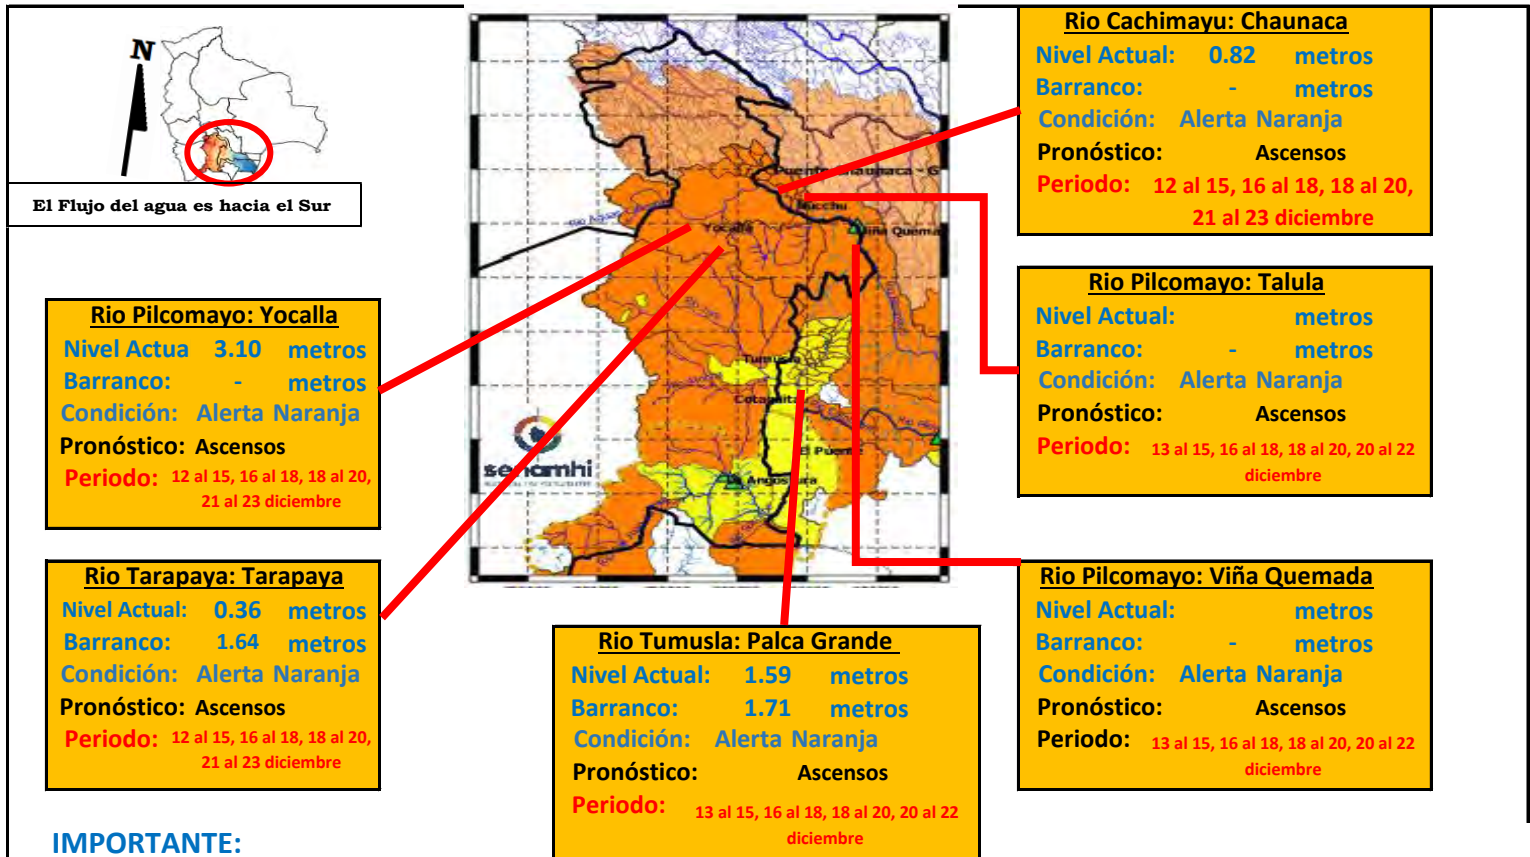 N
El Flujo del agua es hacia el Sur
Rio Cachimayu: Chaunaca
Nivel Actual: 0.82 metros
Barranco: - metros
Condición: Alerta Naranja
Pronóstico: Ascensos
Periodo: 12 al 15, 16 al 18, 18 al 20,
21 al 23 diciembre
Rio Pilcomayo: Talula
Nivel Actual: metros
Barranco: - metros
Condición: Alerta Naranja
Pronóstico: Ascensos
Periodo: 13 al 15, 16 al 18, 18 al 20, 20 al 22
diciembre
Rio Pilcomayo: Yocalla
Nivel Actua 3.10 metros
Barranco: - metros
Condición: Alerta Naranja
Pronóstico: Ascensos
Periodo: 12 al 15, 16 al 18, 18 al 20,
21 al 23 diciembre
Rio Tarapaya: Tarapaya
Nivel Actual: 0.36 metros
Barranco: 1.64 metros
Condición: Alerta Naranja
Pronóstico: Ascensos
Periodo: 12 al 15, 16 al 18, 18 al 20,
21 al 23 diciembre
Rio Tumusla: Palca Grande
Nivel Actual: 1.59 metros
Barranco: 1.71 metros
Condición: Alerta Naranja
Pronóstico: Ascensos
Periodo: 13 al 15, 16 al 18, 18 al 20, 20 al 22
diciembre
Rio Pilcomayo: Viña Quemada
Nivel Actual: metros
Barranco: - metros
Condición: Alerta Naranja
Pronóstico: Ascensos
Periodo: 13 al 15, 16 al 18, 18 al 20, 20 al 22
diciembre
Puente Chaunaca - G
Yocalla
Viña Quema
Tumusla
Cotagaita
El Puente
Angostura
senamhi
IMPORTANTE: